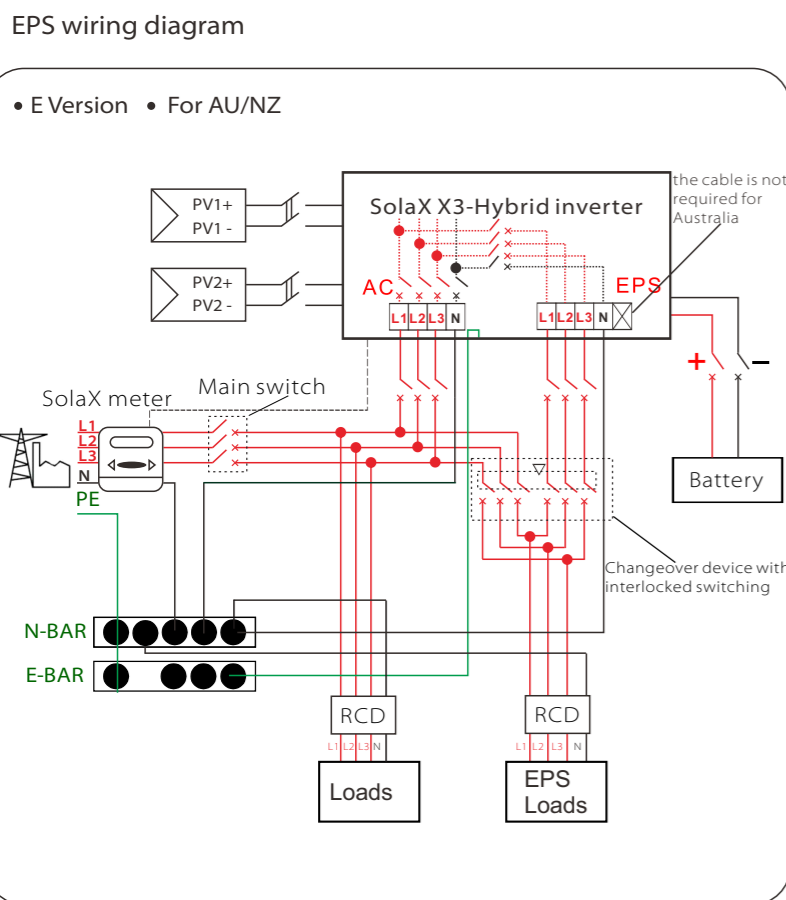 EPS wiring diagram
• E Version • For AU/NZ
the cable is not
required for
Australia
PV1+
PV1 -
SolaX X3-Hybrid inverter
PV2+
PV2 -
AC
EPS
L1 L2 L3 N
L1 L2 L3 N
+ −
SolaX meter
Main switch
L1
L2
L3
N
PE
Battery
Changeover device with
interlocked switching
N-BAR
E-BAR
RCD
RCD
L1 L2 L3 N
L1 L2 L3 N
Loads
EPS
Loads